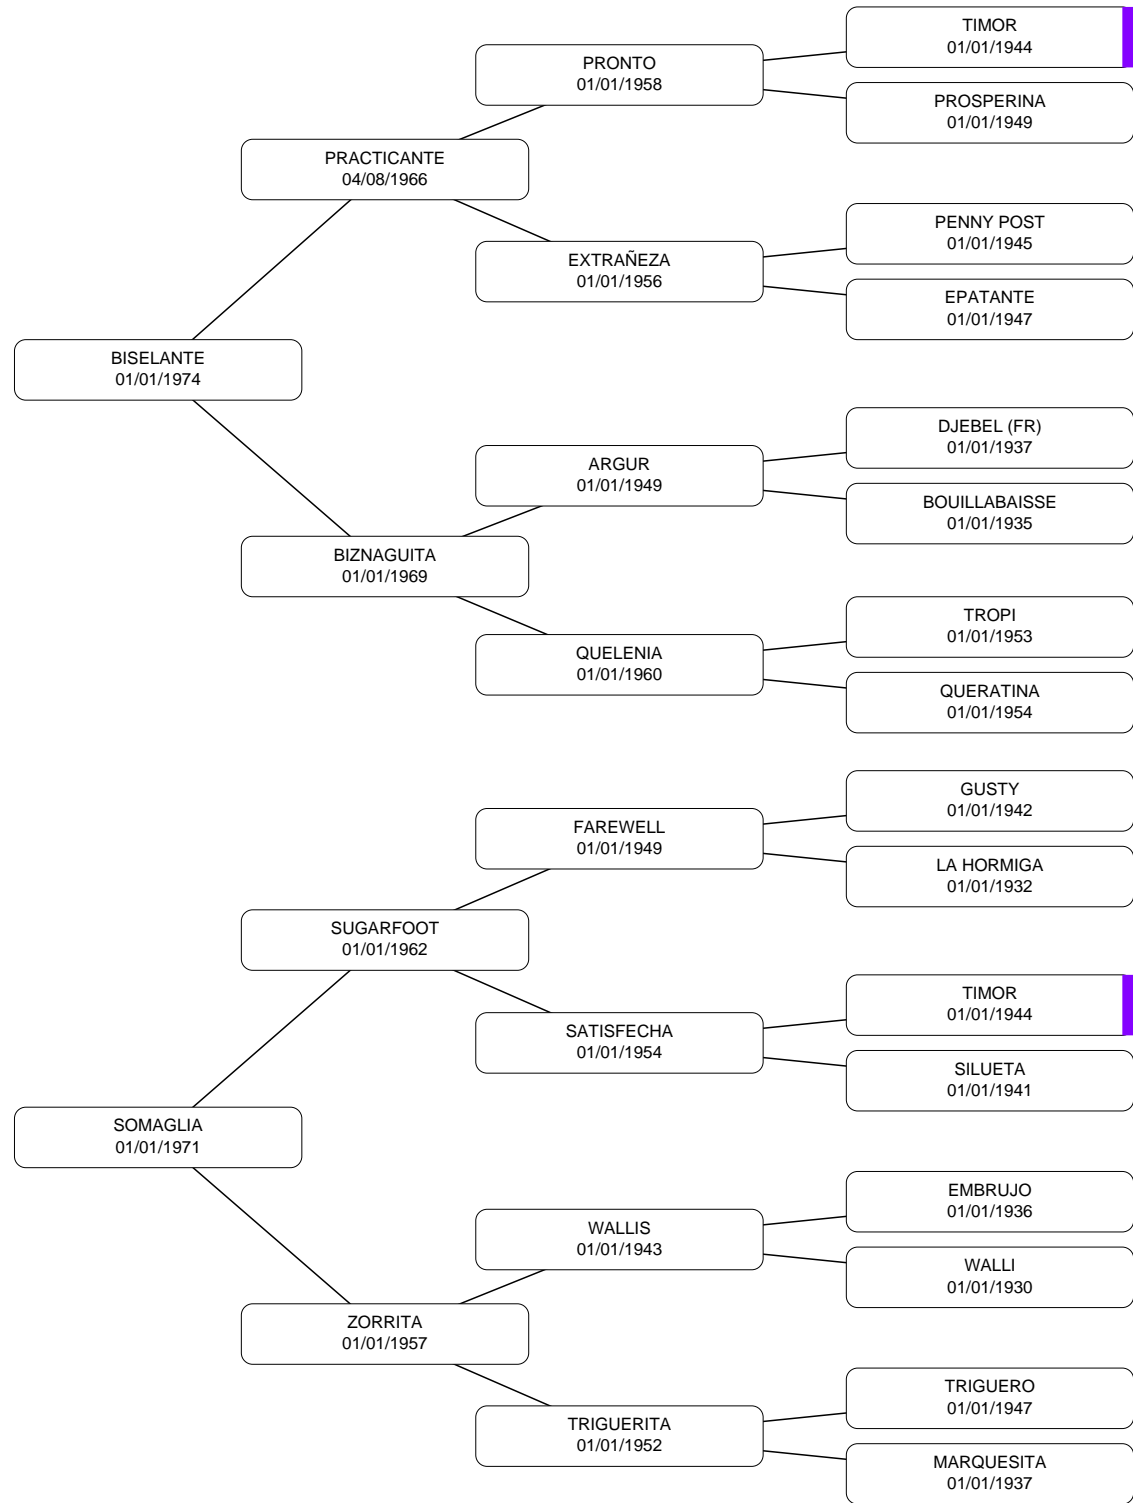 TIMOR
01/01/1944
PRONTO
01/01/1958
PROSPERINA
01/01/1949
PRACTICANTE
04/08/1966
PENNY POST
01/01/1945
EXTRAÑEZA
01/01/1956
EPATANTE
01/01/1947
BISELANTE
01/01/1974
DJEBEL (FR)
01/01/1937
ARGUR
01/01/1949
BOUILLABAISSE
01/01/1935
BIZNAGUITA
01/01/1969
TROPI
01/01/1953
QUELENIA
01/01/1960
QUERATINA
01/01/1954
GUSTY
01/01/1942
FAREWELL
01/01/1949
LA HORMIGA
01/01/1932
SUGARFOOT
01/01/1962
TIMOR
01/01/1944
SATISFECHA
01/01/1954
SILUETA
01/01/1941
SOMAGLIA
01/01/1971
EMBRUJO
01/01/1936
WALLIS
01/01/1943
WALLI
01/01/1930
ZORRITA
01/01/1957
TRIGUERO
01/01/1947
TRIGUERITA
01/01/1952
MARQUESITA
01/01/1937